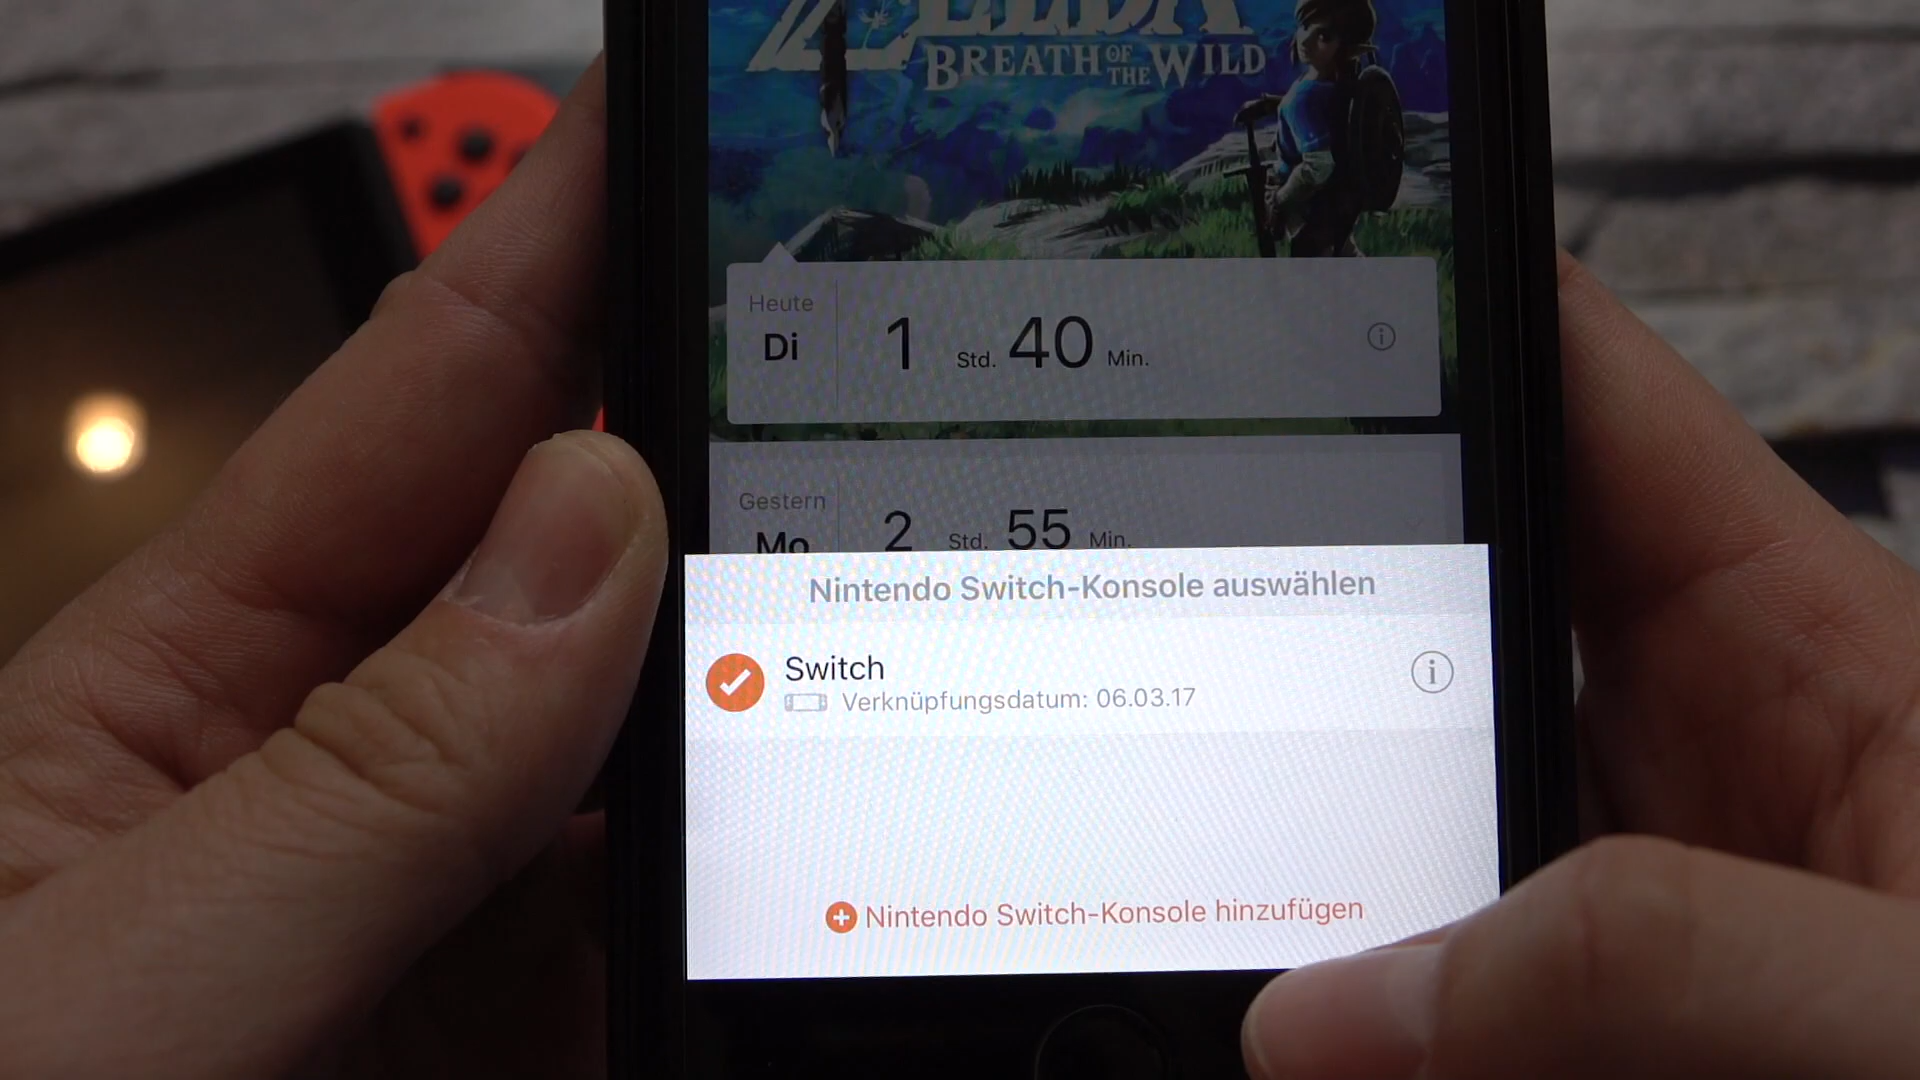 ZELDA
BREATH OF THE WILD
Heute
Di
1 Std. 40 Min.
Gestern
Mo
2 Std. 55 Min.
Nintendo Switch-Konsole auswählen
Switch
Verknüpfungsdatum: 06.03.17
Nintendo Switch-Konsole hinzufügen